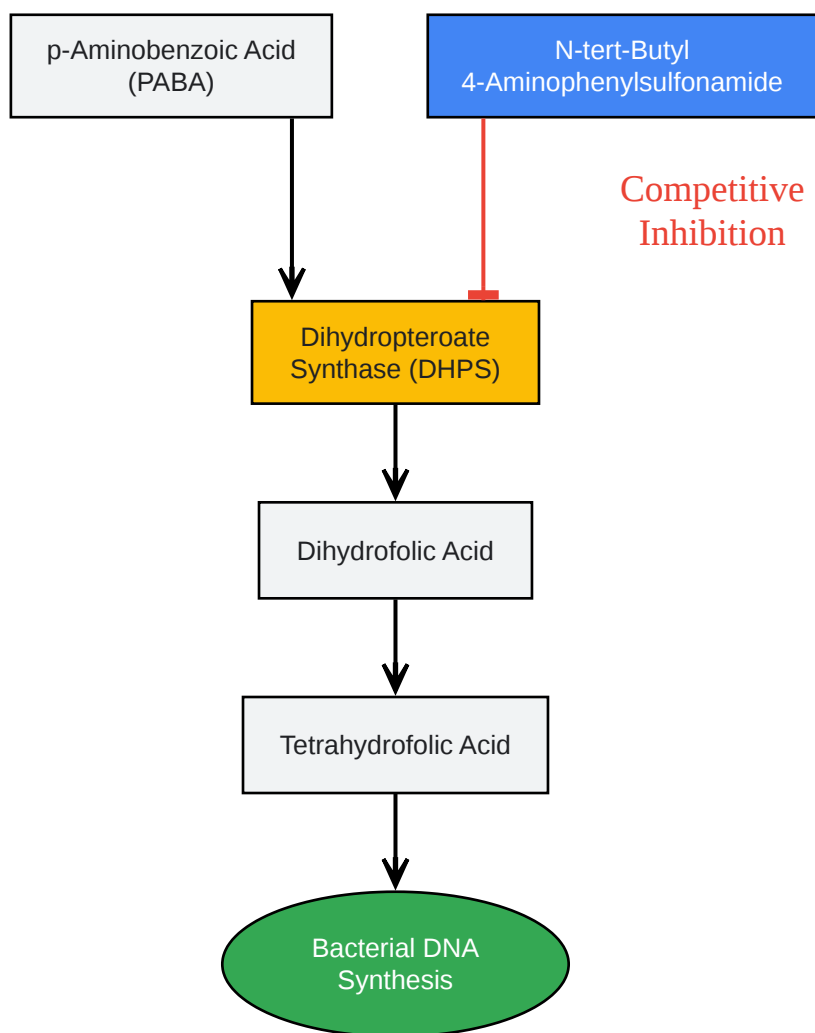 p-Aminobenzoic Acid
(PABA)
N-tert-Butyl
4-Aminophenylsulfonamide
Competitive
Inhibition
Dihydropteroate
Synthase (DHPS)
Dihydrofolic Acid
Tetrahydrofolic Acid
Bacterial DNA
Synthesis